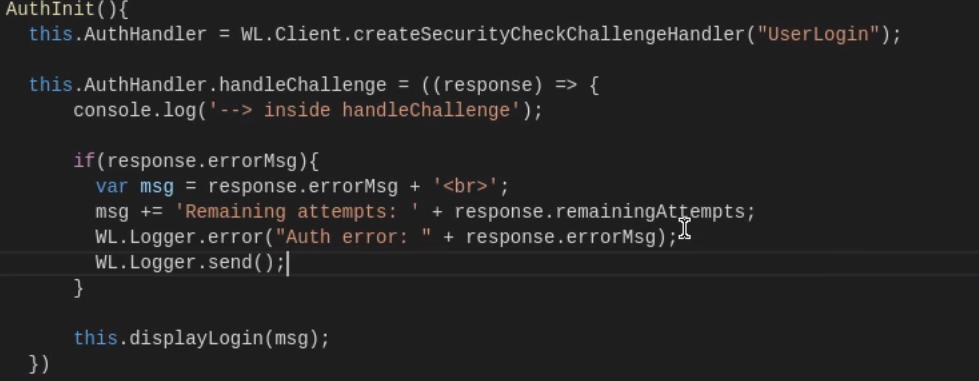 AuthInit(){
this.AuthHandler = WL.Client.createSecurityCheckChallengeHandler("UserLogin");
this.AuthHandler.handleChallenge = ((response) => {
console.log('--> inside handleChallenge');
if(response.errorMsg){
var msg = response.errorMsg + '<br>';
msg += 'Remaining attempts: ' + response.remainingAttempts;
WL.Logger.error("Auth error: " + response.errorMsg);
WL.Logger.send();
}
this.displayLogin(msg);
})